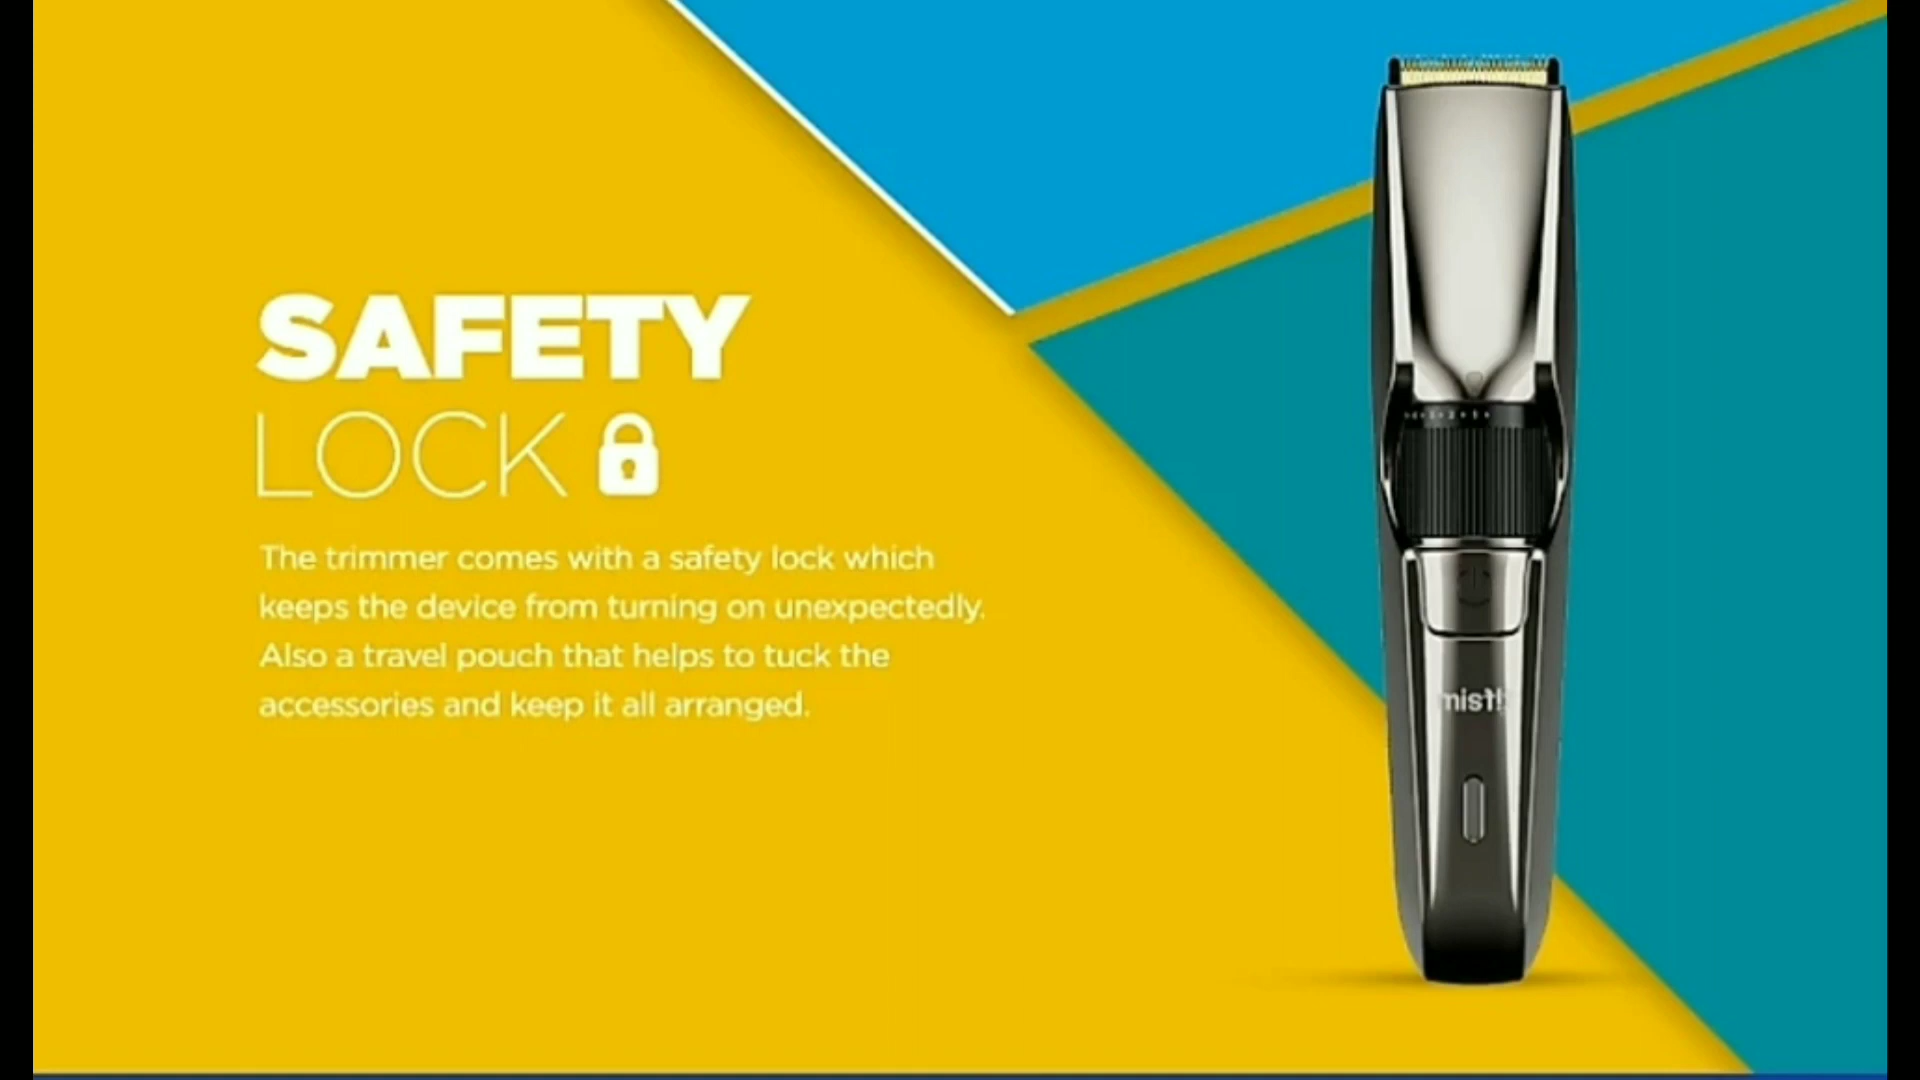 SAFETY
LOCK
The trimmer comes with a safety lock which
keeps the device from turning on unexpectedly.
Also a travel pouch that helps to tuck the
accessories and keep it all arranged.